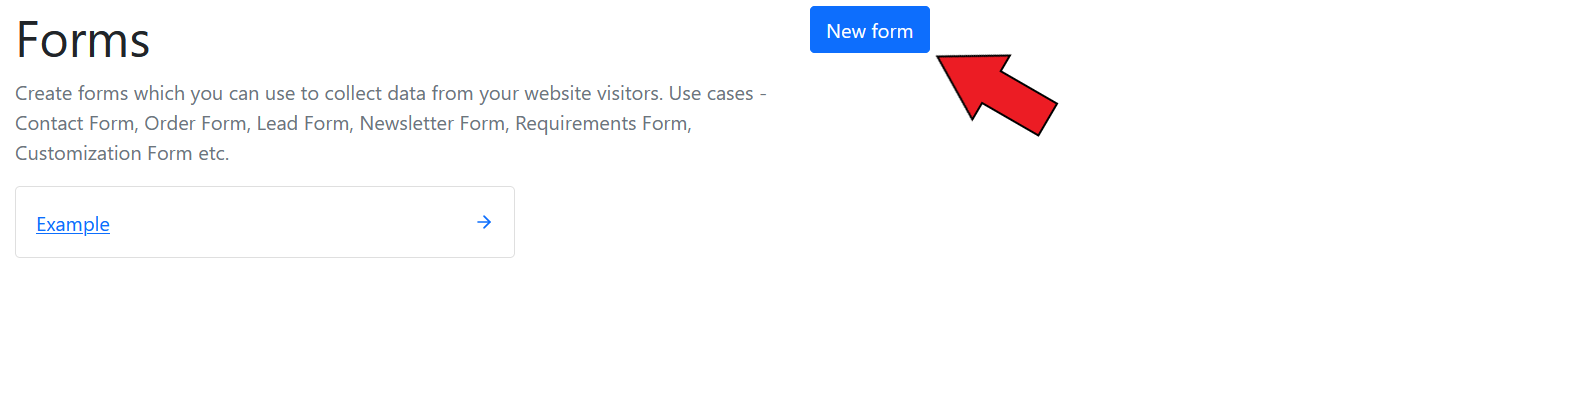 Forms
New form
Create forms which you can use to collect data from your website visitors. Use cases -
Contact Form, Order Form, Lead Form, Newsletter Form, Requirements Form,
Customization Form etc.
Example